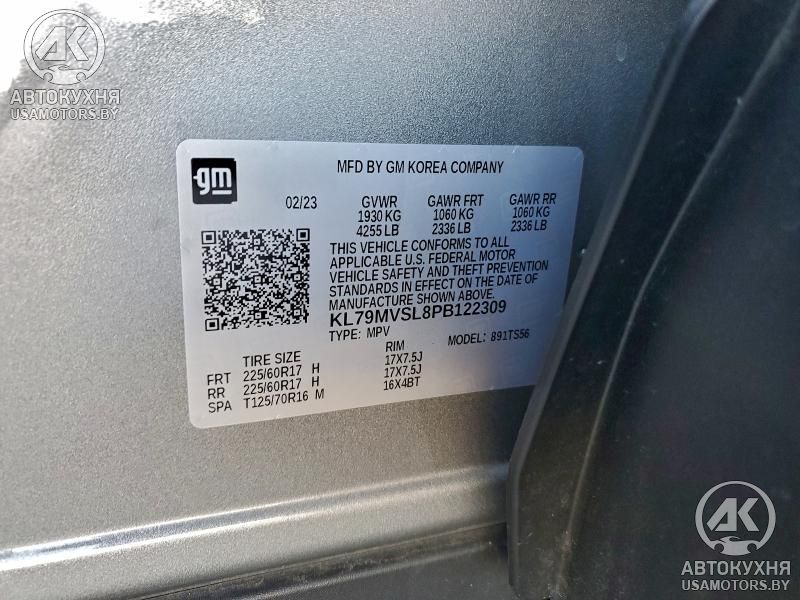 AK
АВТОКУХНЯ
USAMOTORS.BY
gm
MFD BY GM KOREA COMPANY
02/23 GVWR GAWR FRT GAWR RR
1930 KG 1060 KG 1060 KG
4255 LB 2336 LB 2336 LB
THIS VEHICLE CONFORMS TO ALL
APPLICABLE U.S. FEDERAL MOTOR
VEHICLE SAFETY AND THEFT PREVENTION
STANDARDS IN EFFECT ON THE DATE OF
MANUFACTURE SHOWN ABOVE.
KL79MVSL8PB122309
TYPE: MPV MODEL: 891TS56
TIRE SIZE RIM
FRT 225/60R17 H 17X7.5J
RR 225/60R17 H 17X7.5J
SPA T125/70R16 M 16X4BT
AK
АВТОКУХНЯ
USAMOTORS.BY